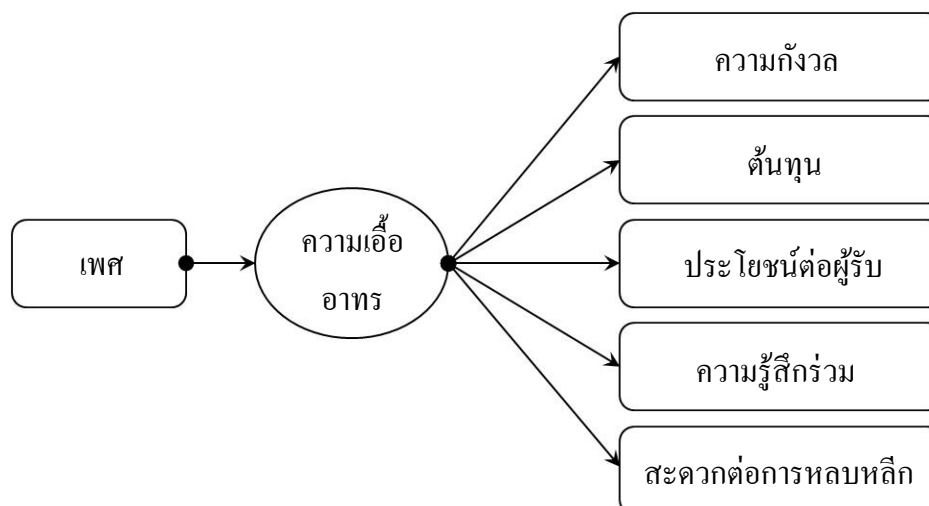 ความกังวล
ต้นทุน
เพศ
ความเอื้อ
อาทร
ประโยชน์ต่อผู้รับ
ความรู้สึกร่วม
สะดวกต่อการหลบหลีก